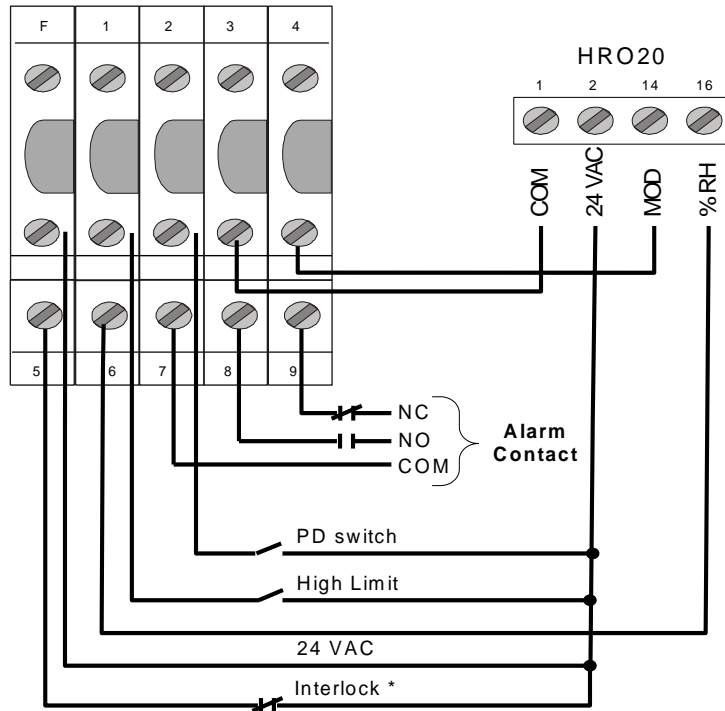 F 1 2 3 4
HRO20
1 2 14 16
COM
24 VAC
MOD
%RH
5 6 7 8 9
NC
NO
COM
Alarm
Contact
PD switch
High Limit
24 VAC
Interlock *